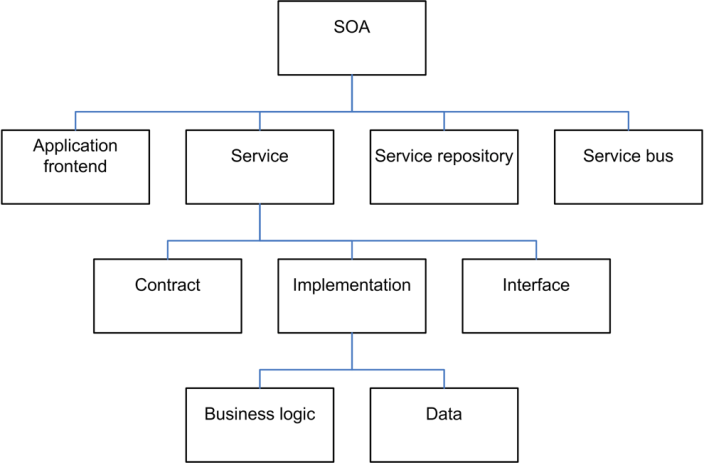 SOA
Application
frontend
Service
Service repository
Service bus
Contract
Implementation
Interface
Business logic
Data